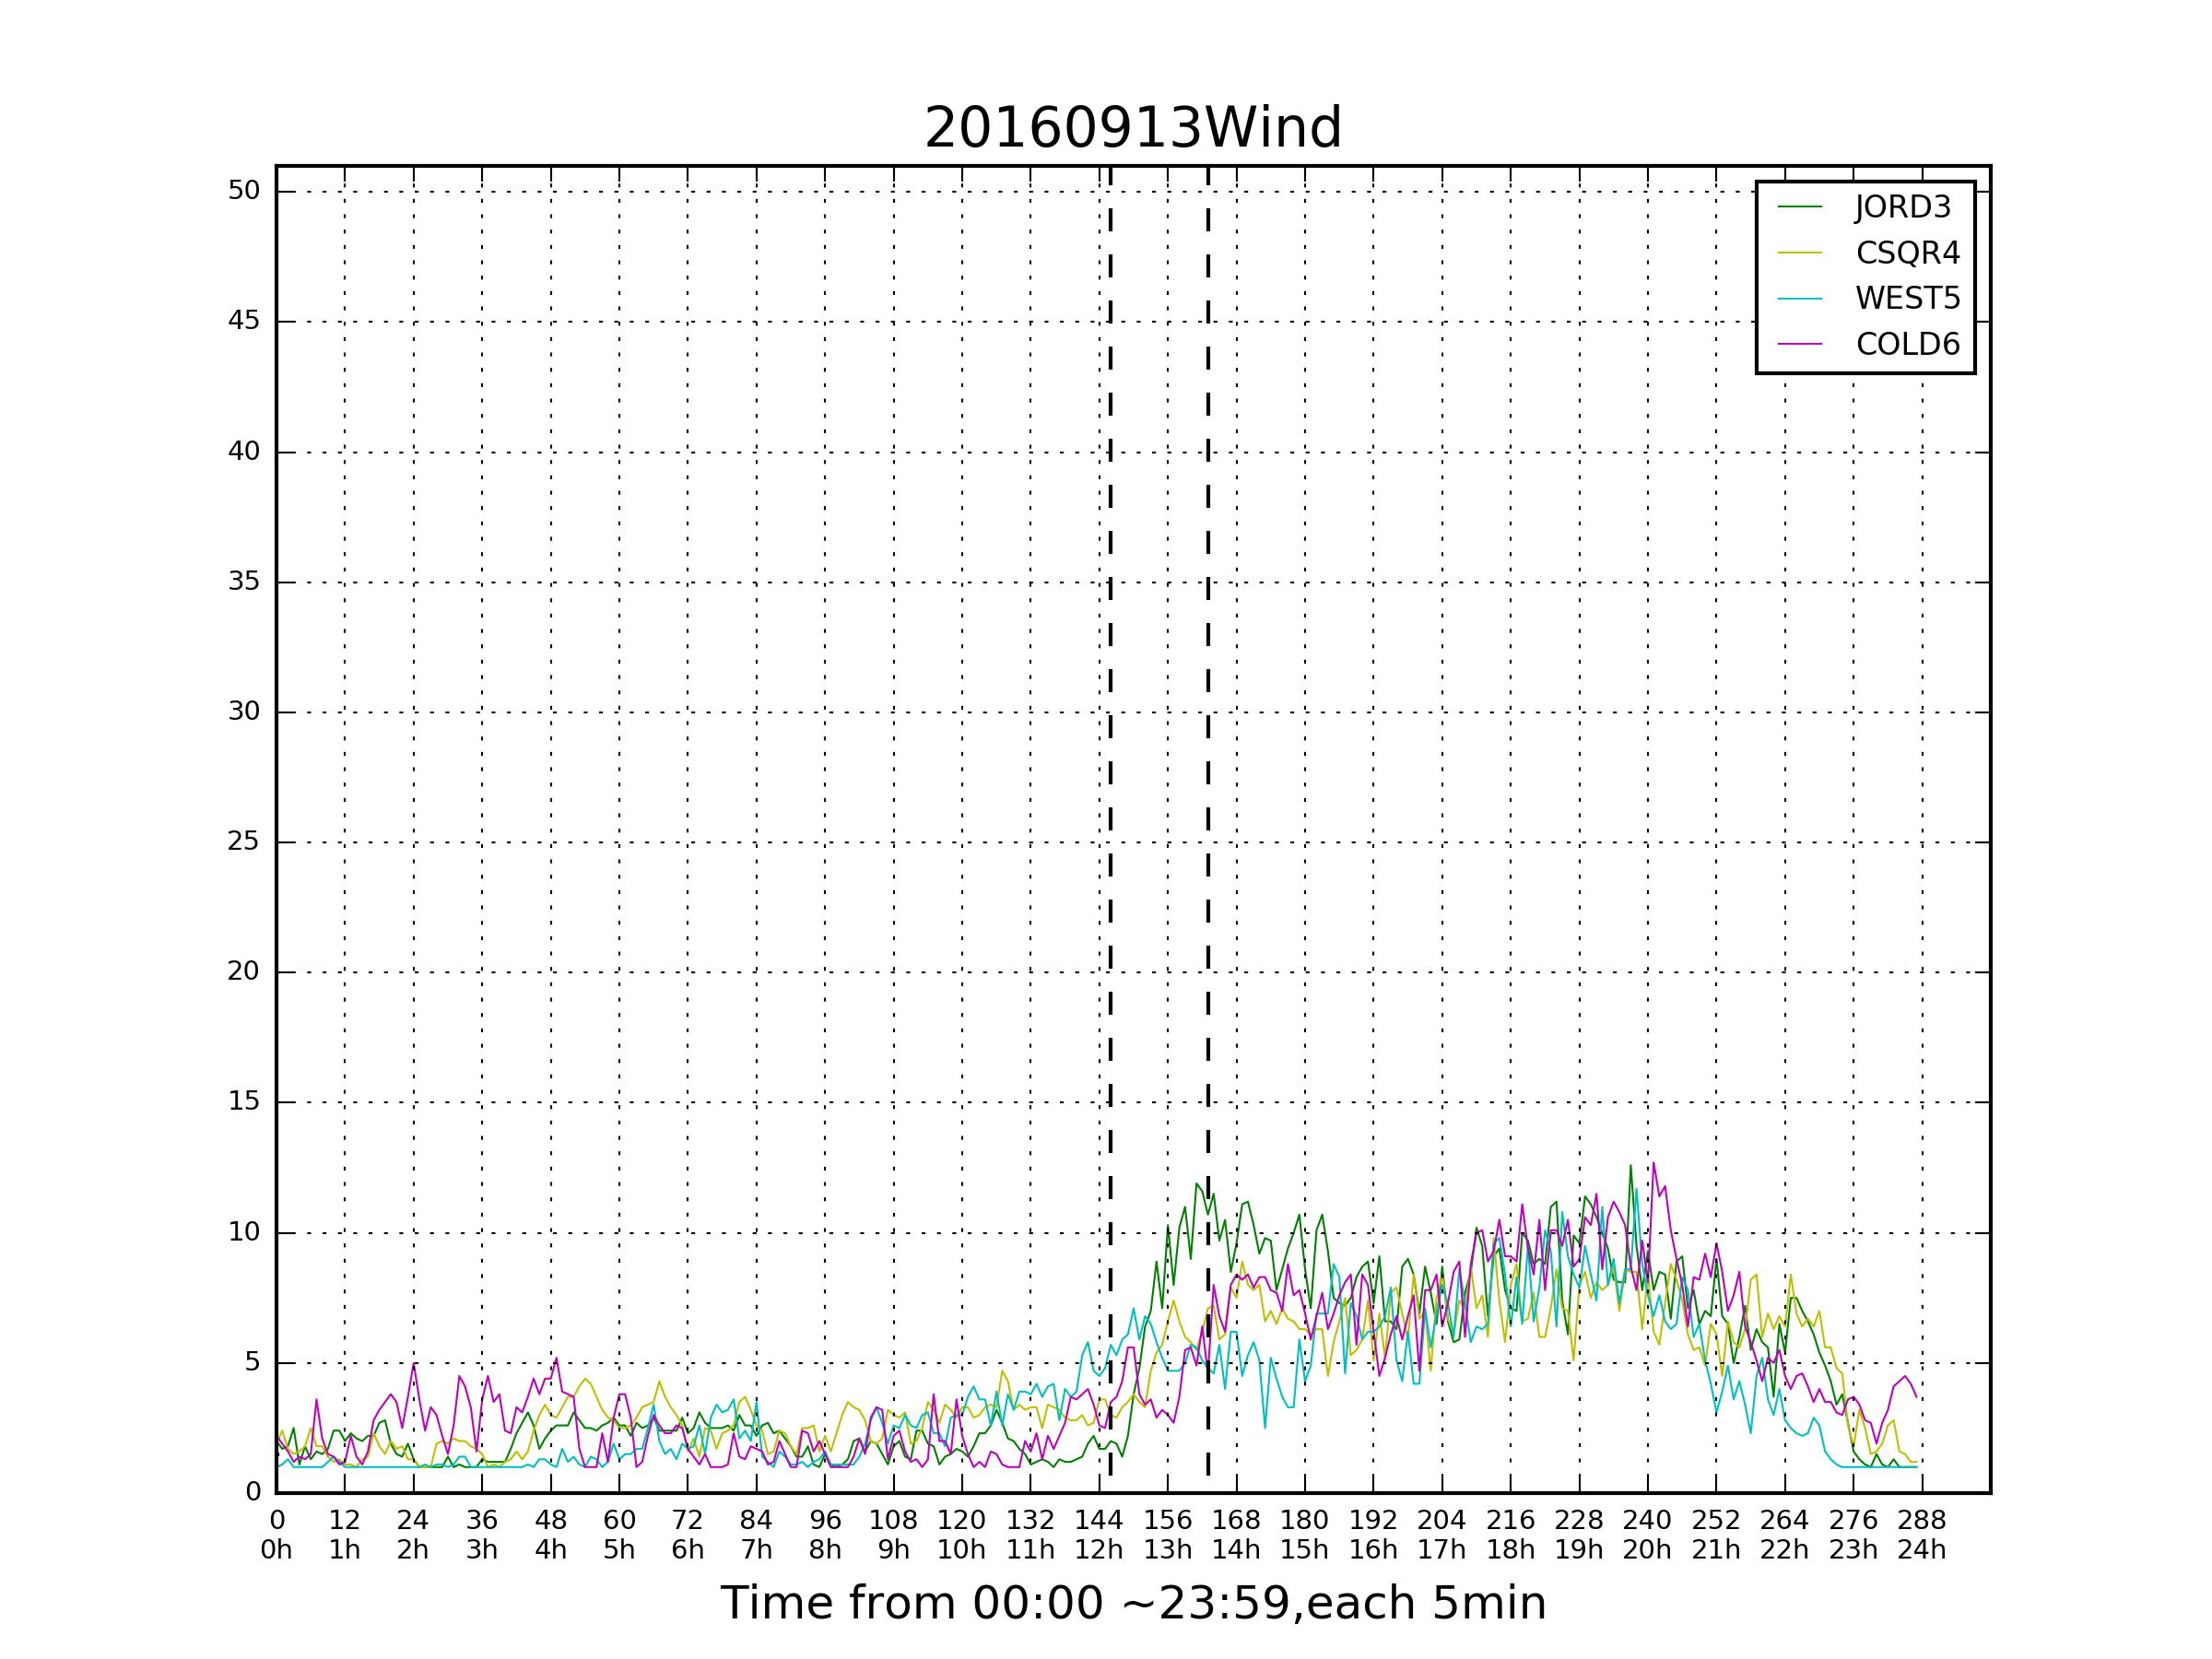 20160913Wind
50
45
40
35
30
25
20
15
10
5
0
JORD3
CSQR4
WEST5
COLD6
0 12 24 36 48 60 72 84 96 108 120 132 144 156 168 180 192 204 216 228 240 252 264 276 288
0h 1h 2h 3h 4h 5h 6h 7h 8h 9h 10h 11h 12h 13h 14h 15h 16h 17h 18h 19h 20h 21h 22h 23h 24h
Time from 00:00 ~23:59,each 5min